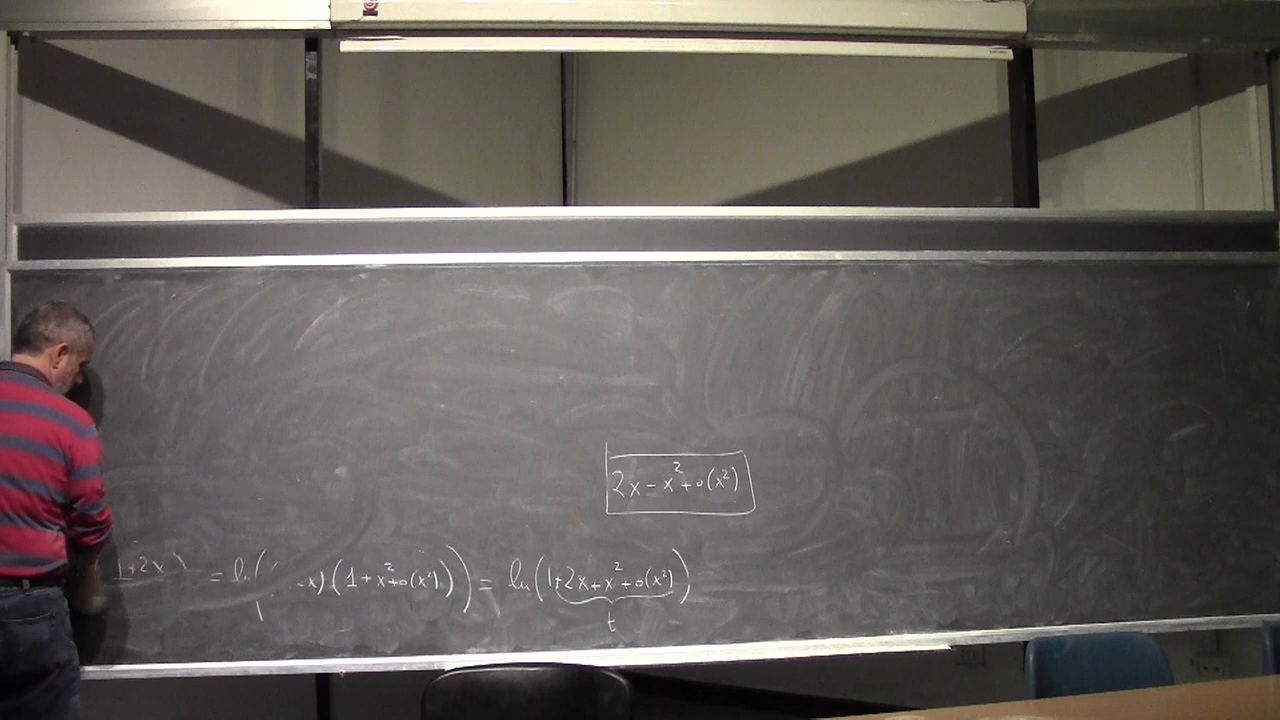 2x - x² + o(x²)
1+2x) = ln( -x)(1 + x² + o(x²))) = ln(1+2x+x²+o(x²))
t